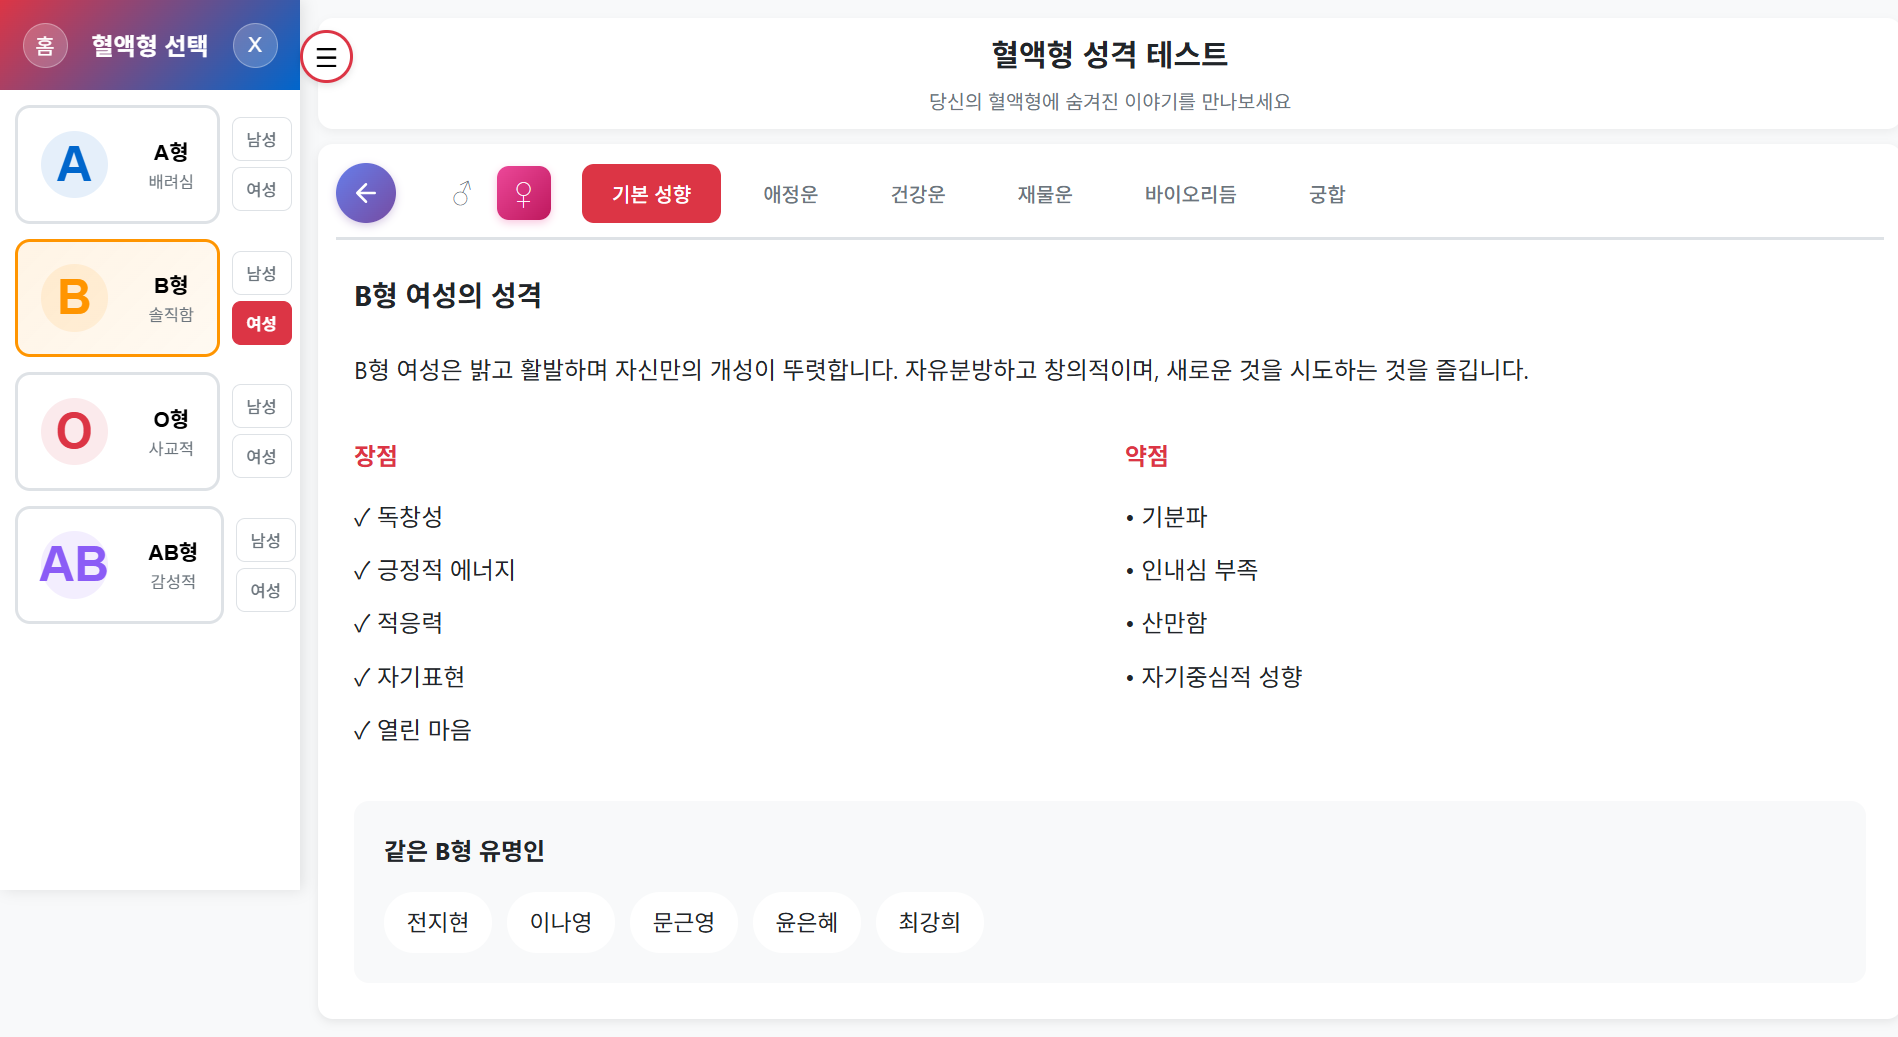 홈
혈액형 선택
X
A
A형
배려심
남성
여성
B
B형
솔직함
남성
여성
O
O형
사교적
남성
여성
AB
AB형
감성적
남성
여성
☰
혈액형 성격 테스트
당신의 혈액형에 숨겨진 이야기를 만나보세요
← ♂ ♀ 기본 성향 애정운 건강운 재물운 바이오리듬 궁합
B형 여성의 성격
B형 여성은 밝고 활발하며 자신만의 개성이 뚜렷합니다. 자유분방하고 창의적이며, 새로운 것을 시도하는 것을 즐깁니다.
장점
✓ 독창성
✓ 긍정적 에너지
✓ 적응력
✓ 자기표현
✓ 열린 마음
약점
• 기분파
• 인내심 부족
• 산만함
• 자기중심적 성향
같은 B형 유명인
전지현 이나영 문근영 윤은혜 최강희